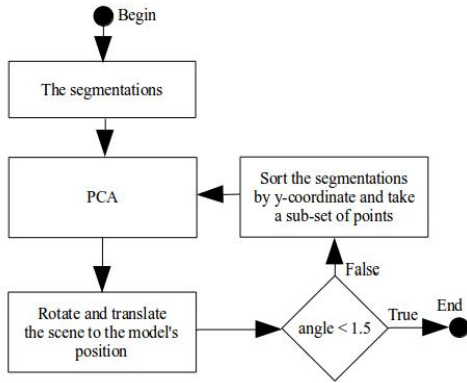 Begin
The segmentations
PCA
Sort the segmentations
by y-coordinate and take
a sub-set of points
Rotate and translate
the scene to the model's
position
angle < 1.5
False
True
End